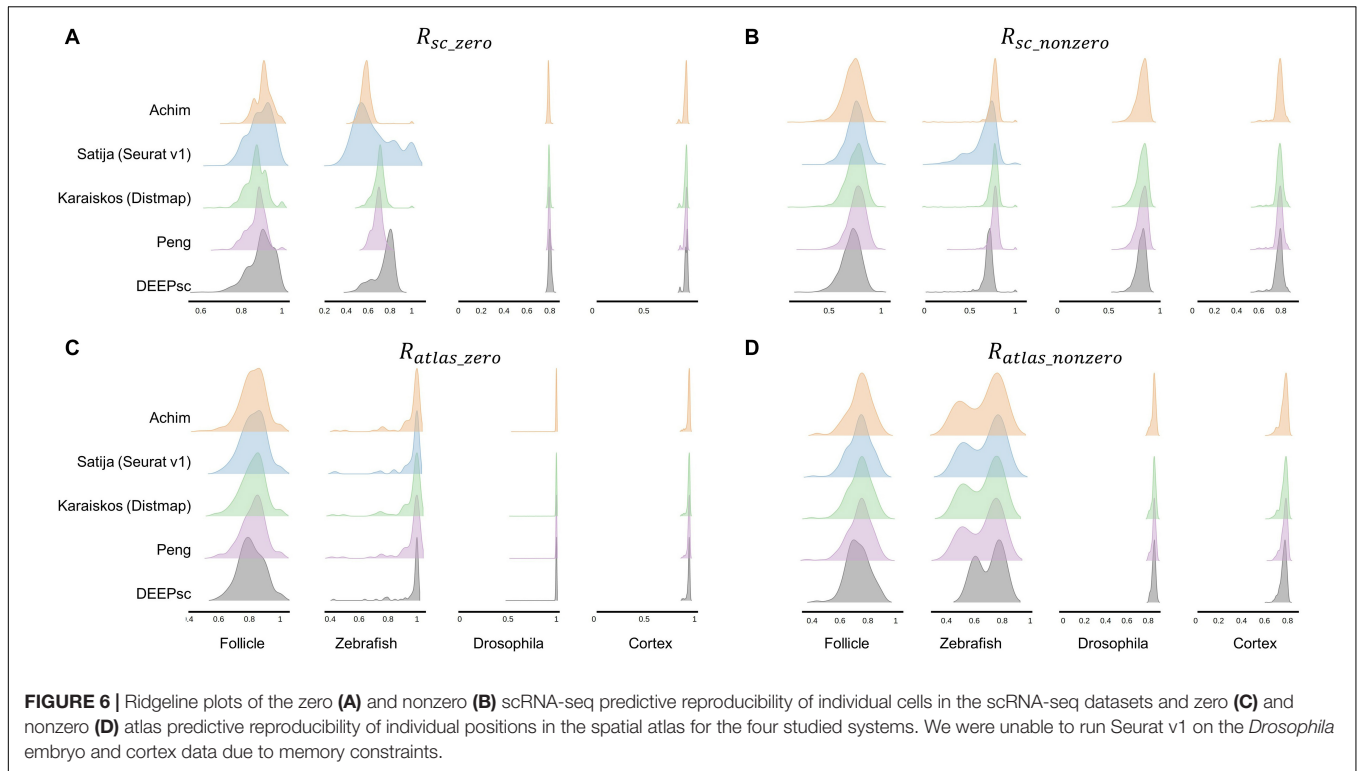 A
R_sc_zero
Achim
Satija (Seurat v1)
Karaiskos (Distmap)
Peng
DEEPsc
0.6 0.8 1
0.2 0.4 0.6 0.8 1
0 0.2 0.4 0.6 0.8
0 0.5
B
R_sc_nonzero
0.5 1
0 0.5 1
0 0.5 1
0 0.2 0.4 0.6 0.8
C
R_atlas_zero
Achim
Satija (Seurat v1)
Karaiskos (Distmap)
Peng
DEEPsc
.4 0.6 0.8 1
0.4 0.6 0.8 1
0 0.2 0.4 0.6 0.8 1
0 0.5 1
Follicle Zebrafish Drosophila Cortex
D
R_atlas_nonzero
0.4 0.6 0.8 1
0.4 0.6 0.8 1
0 0.2 0.4 0.6 0.8
0 0.2 0.4 0.6 0.8
Follicle Zebrafish Drosophila Cortex
FIGURE 6 | Ridgeline plots of the zero (A) and nonzero (B) scRNA-seq predictive reproducibility of individual cells in the scRNA-seq datasets and zero (C) and
nonzero (D) atlas predictive reproducibility of individual positions in the spatial atlas for the four studied systems. We were unable to run Seurat v1 on the Drosophila
embryo and cortex data due to memory constraints.